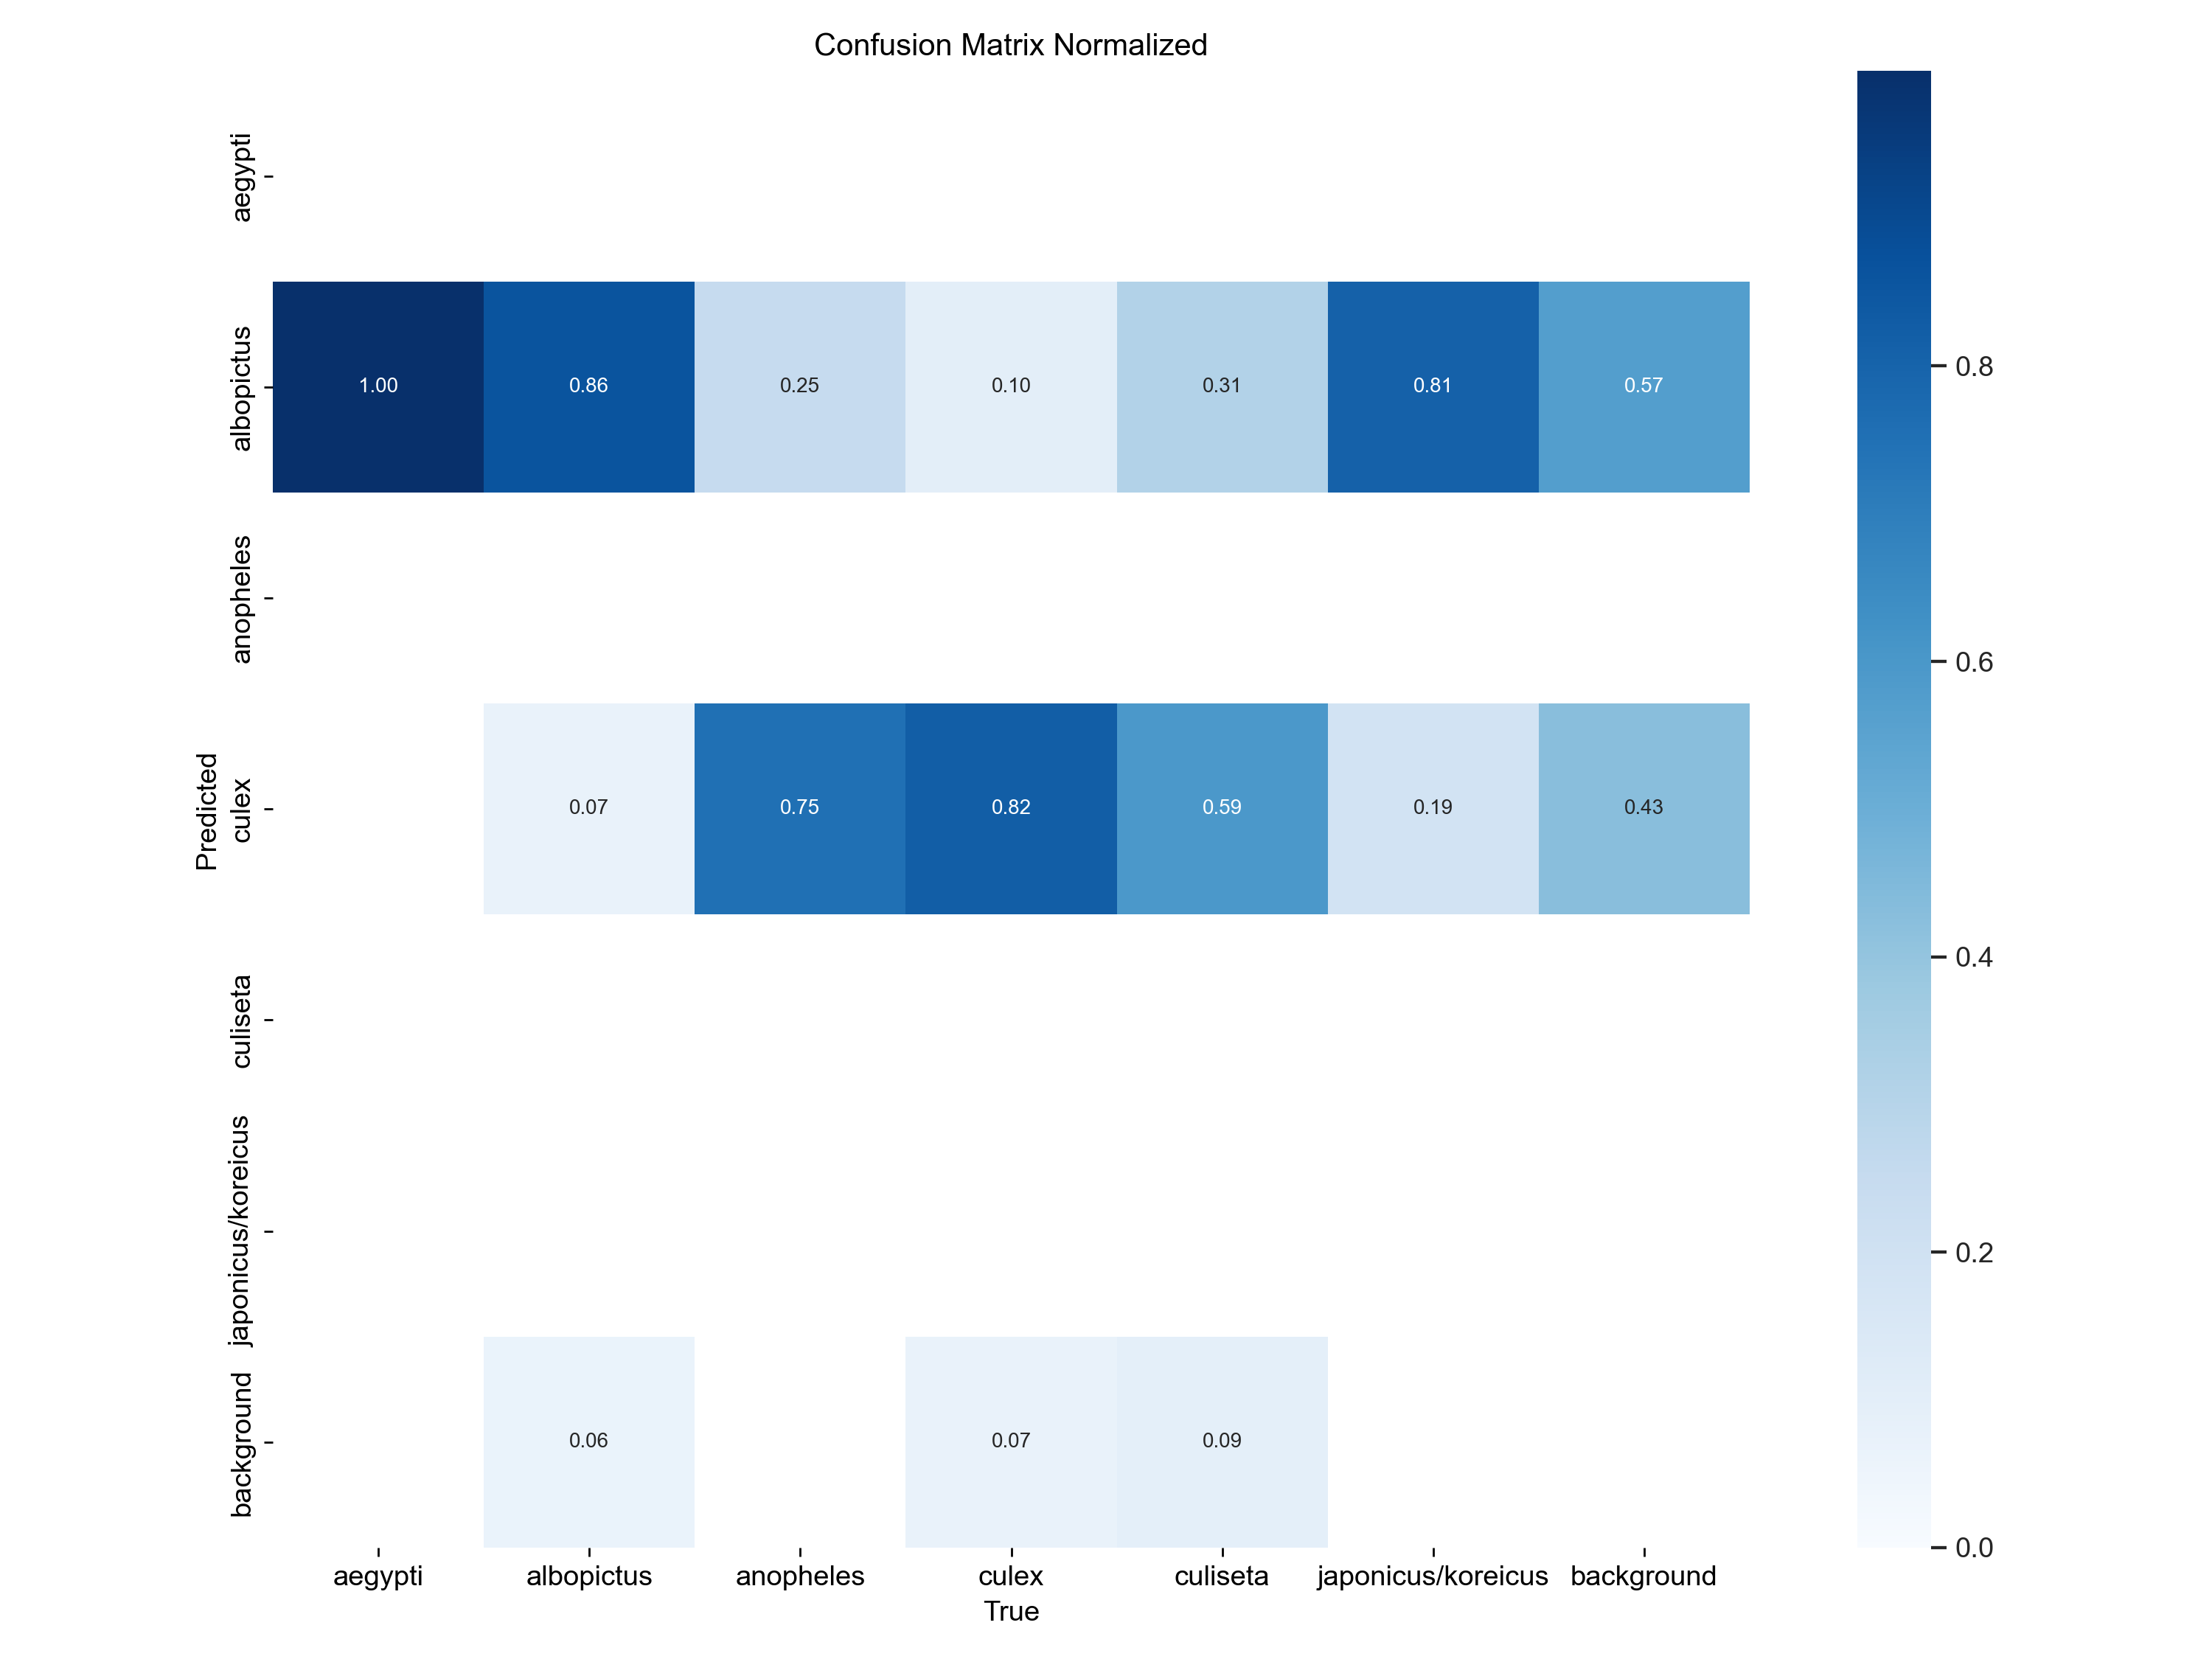 Confusion Matrix Normalized
aegypti
albopictus
anopheles
culex
culiseta
japonicus/koreicus
background
Predicted
1.00 0.86 0.25 0.10 0.31 0.81 0.57
0.07 0.75 0.82 0.59 0.19 0.43
0.06 0.07 0.09
aegypti albopictus anopheles culex culiseta japonicus/koreicus background
True
0.8
0.6
0.4
0.2
0.0